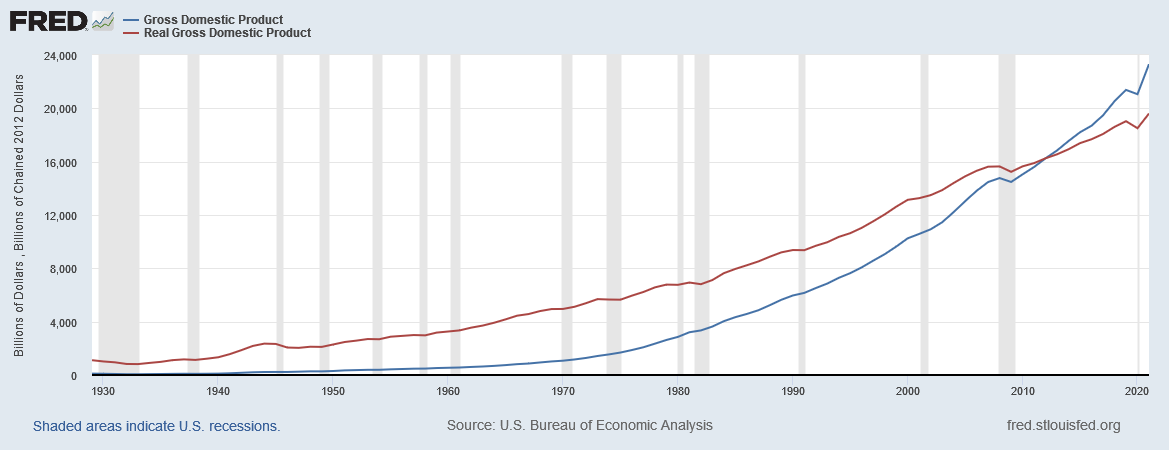 FRED
Gross Domestic Product
Real Gross Domestic Product
Billions of Dollars , Billions of Chained 2012 Dollars
24,000
20,000
16,000
12,000
8,000
4,000
0
1930 1940 1950 1960 1970 1980 1990 2000 2010 2020
Shaded areas indicate U.S. recessions.
Source: U.S. Bureau of Economic Analysis
fred.stlouisfed.org